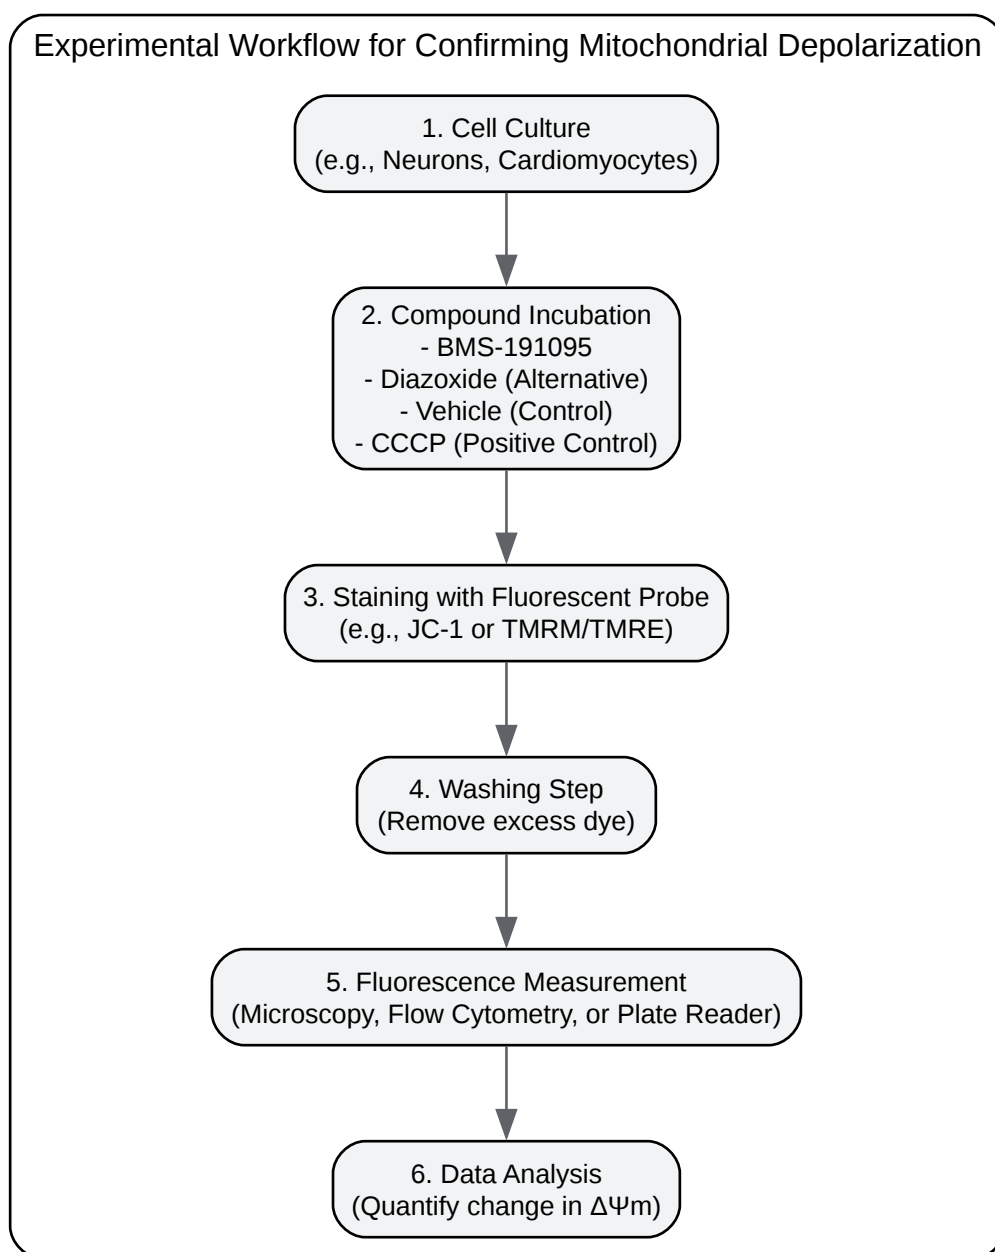 Experimental Workflow for Confirming Mitochondrial Depolarization
1. Cell Culture
(e.g., Neurons, Cardiomyocytes)
2. Compound Incubation
- BMS-191095
- Diazoxide (Alternative)
- Vehicle (Control)
- CCCP (Positive Control)
3. Staining with Fluorescent Probe
(e.g., JC-1 or TMRM/TMRE)
4. Washing Step
(Remove excess dye)
5. Fluorescence Measurement
(Microscopy, Flow Cytometry, or Plate Reader)
6. Data Analysis
(Quantify change in ΔΨm)